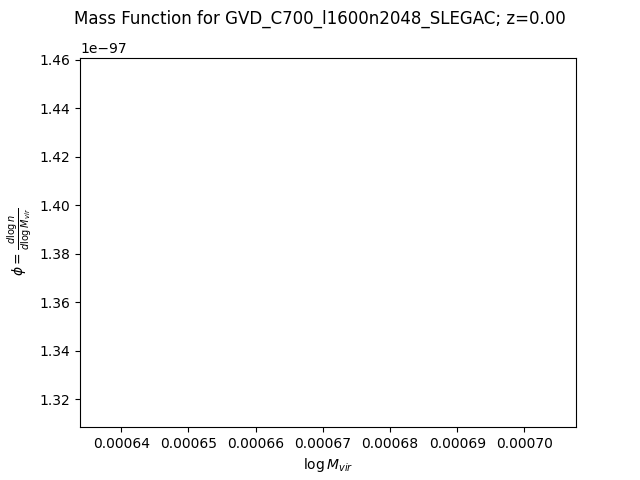 Mass Function for GVD_C700_l1600n2048_SLEGAC; z=0.00
1e−97
1.46
1.44
1.42
1.40
1.38
1.36
1.34
1.32
ϕ = d log n / d log M_vir
0.00064 0.00065 0.00066 0.00067 0.00068 0.00069 0.00070
log M_vir